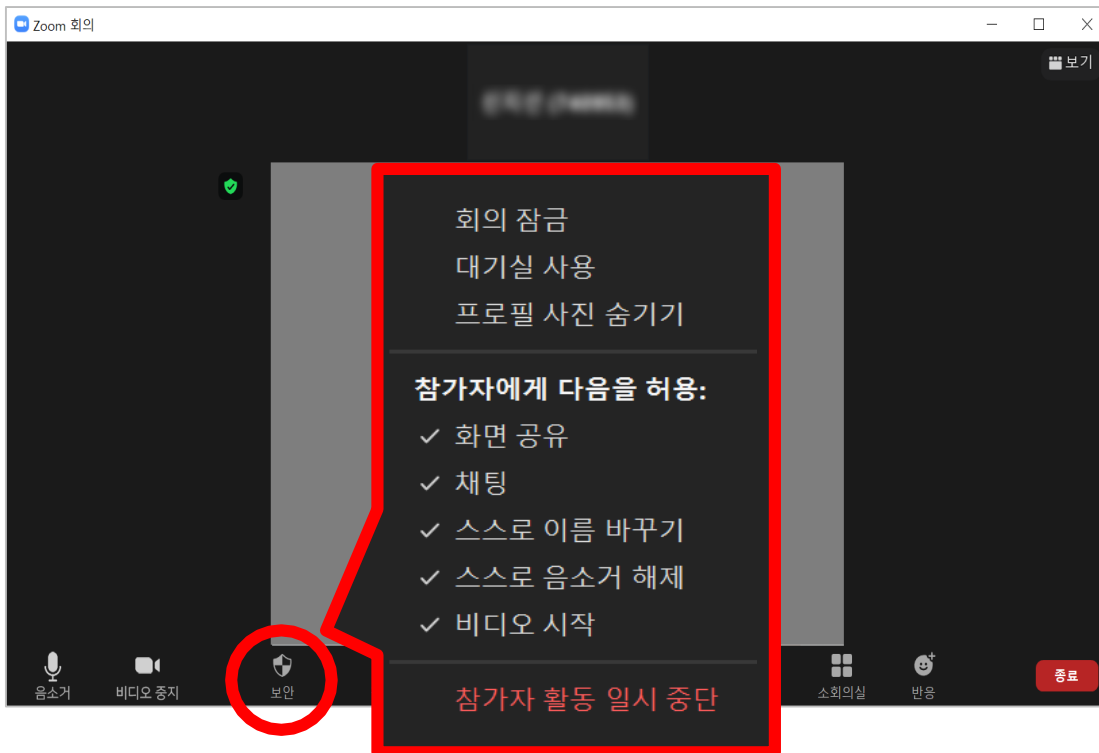 Zoom 회의
보기
회의 잠금
대기실 사용
프로필 사진 숨기기
참가자에게 다음을 허용:
화면 공유
채팅
스스로 이름 바꾸기
스스로 음소거 해제
비디오 시작
참가자 활동 일시 중단
음소거
비디오 중지
보안
소회의실
반응
종료